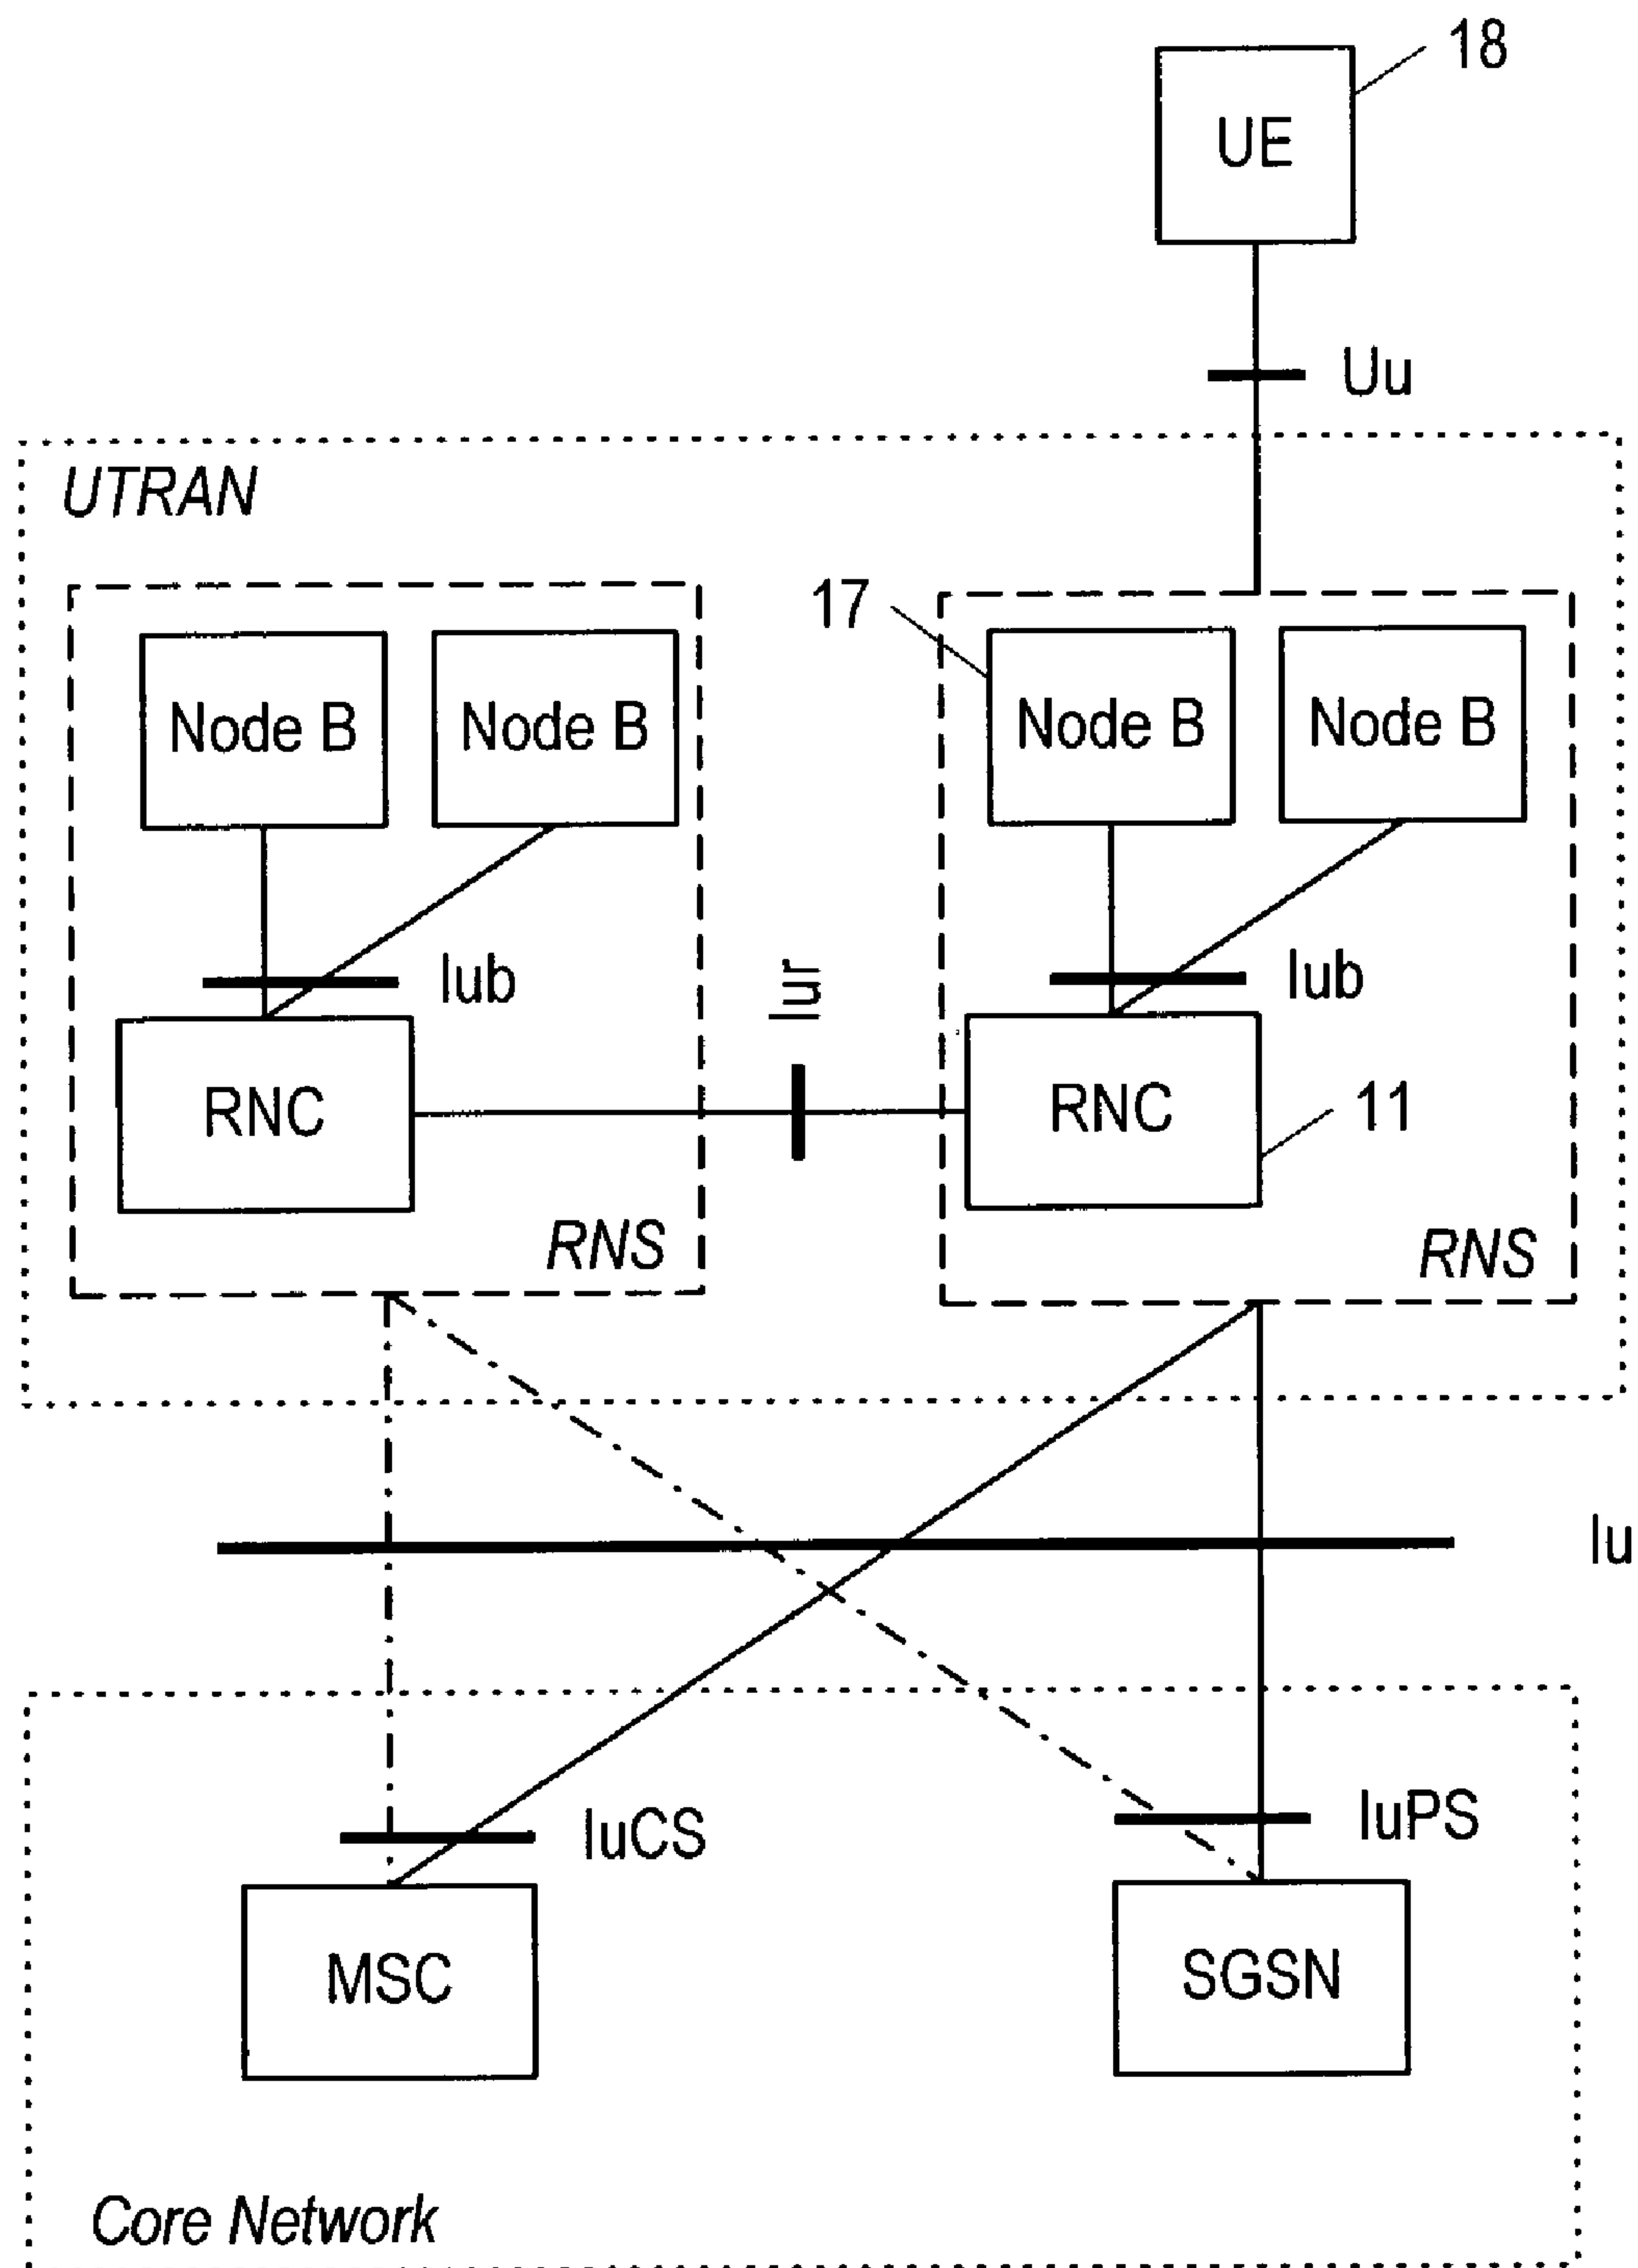 18
UE
Uu
UTRAN
17
Node B
Node B
Node B
Node B
Iub
Iur
Iub
RNC
RNC
11
RNS
RNS
Iu
IuCS
IuPS
MSC
SGSN
Core Network